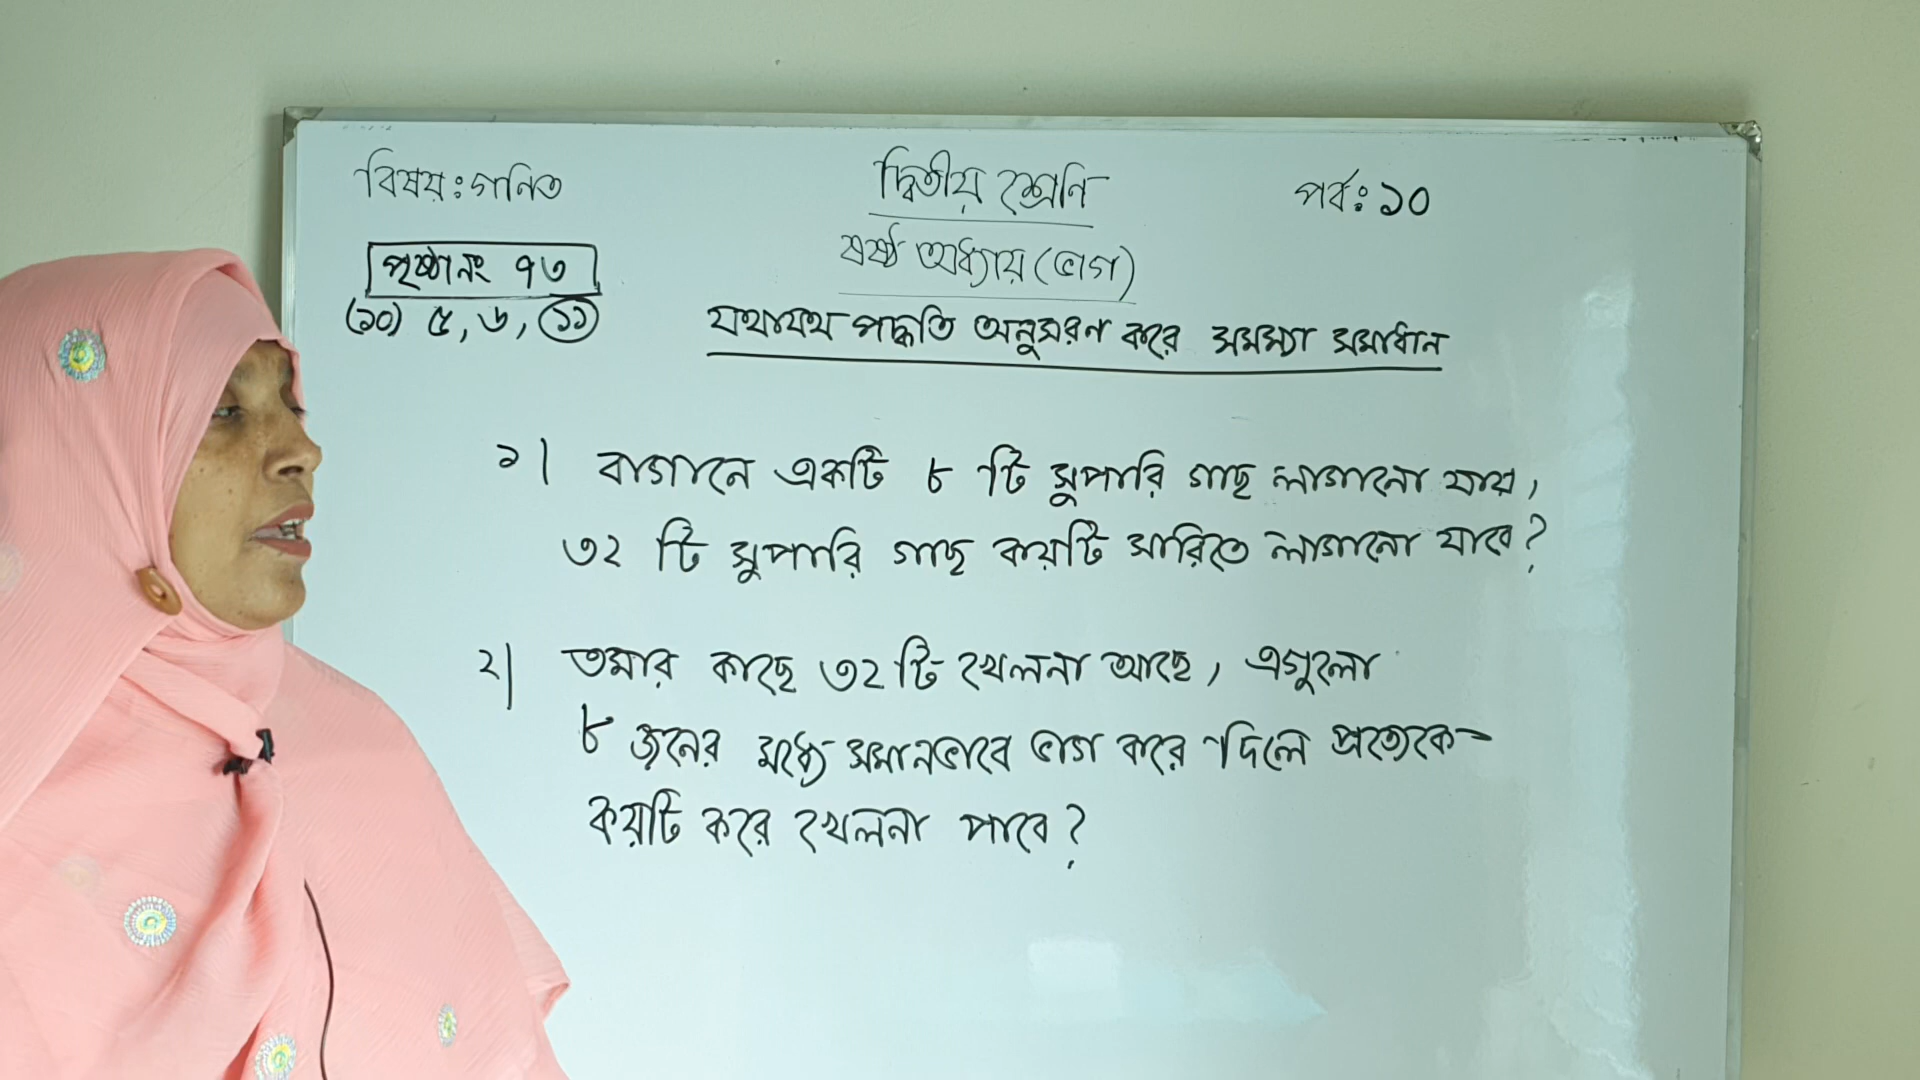 বিষয়ঃ গনিত
দ্বিতীয় শ্রেণি
পর্বঃ ১০
ষষ্ঠ অধ্যায় (ভাগ)
পৃষ্ঠা নং ৭৩
(১০) ৫, ৬, ১১
যথাযথ পদ্ধতি অনুসরণ করে সমস্যা সমাধান
১| বাগানে একটি ৮ টি সুপারি গাছ লাগানো যায়,
৩২ টি সুপারি গাছ কয়টি সারিতে লাগানো যাবে?
২| তমার কাছে ৩২ টি খেলনা আছে, এগুলো
৮ জনের মধ্যে সমানভাবে ভাগ করে দিলে প্রত্যেকে
কয়টি করে খেলনা পাবে?